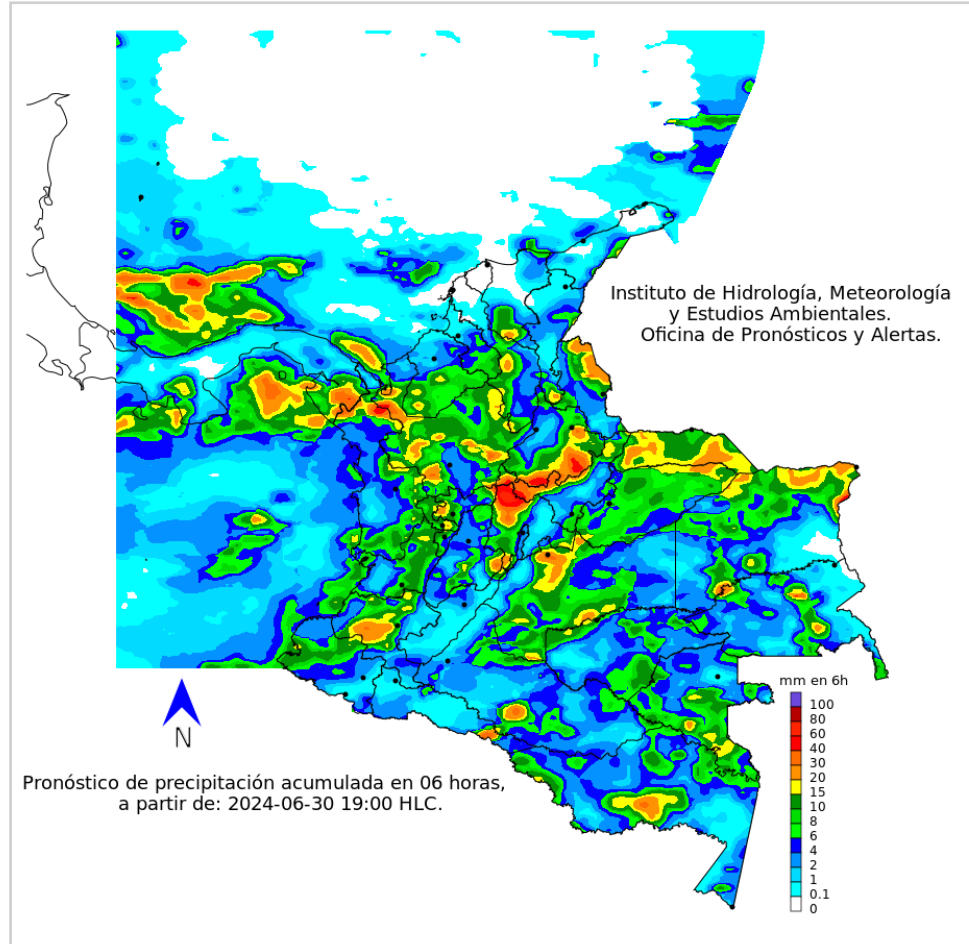 Instituto de Hidrología, Meteorología
y Estudios Ambientales.
Oficina de Pronósticos y Alertas.
mm en 6h
100
80
60
40
30
20
15
10
8
6
4
2
1
0.1
0
N
Pronóstico de precipitación acumulada en 06 horas,
a partir de: 2024-06-30 19:00 HLC.